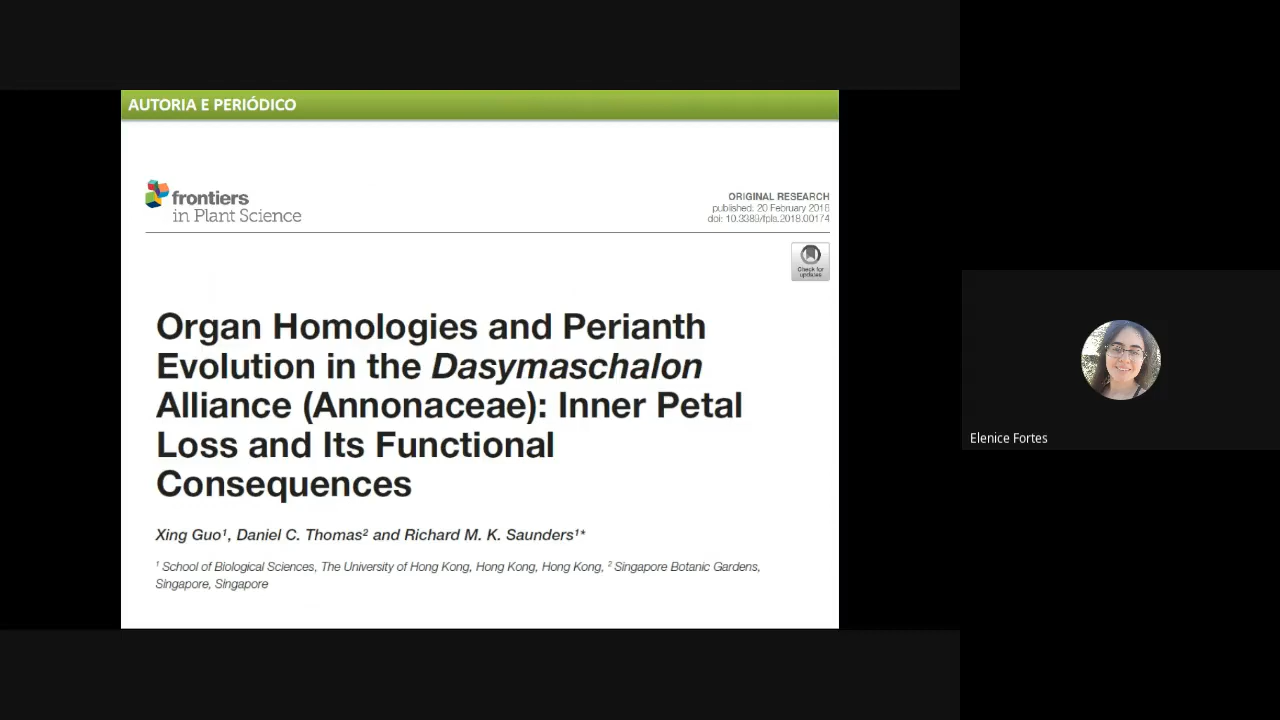 AUTORIA E PERIÓDICO
frontiers
in Plant Science
ORIGINAL RESEARCH
published: 20 February 2018
doi: 10.3389/fpls.2018.00174
Check for
updates
Organ Homologies and Perianth
Evolution in the Dasymaschalon
Alliance (Annonaceae): Inner Petal
Loss and Its Functional
Consequences
Xing Guo¹, Daniel C. Thomas² and Richard M. K. Saunders¹*
¹ School of Biological Sciences, The University of Hong Kong, Hong Kong, Hong Kong, ² Singapore Botanic Gardens,
Singapore, Singapore
Elenice Fortes